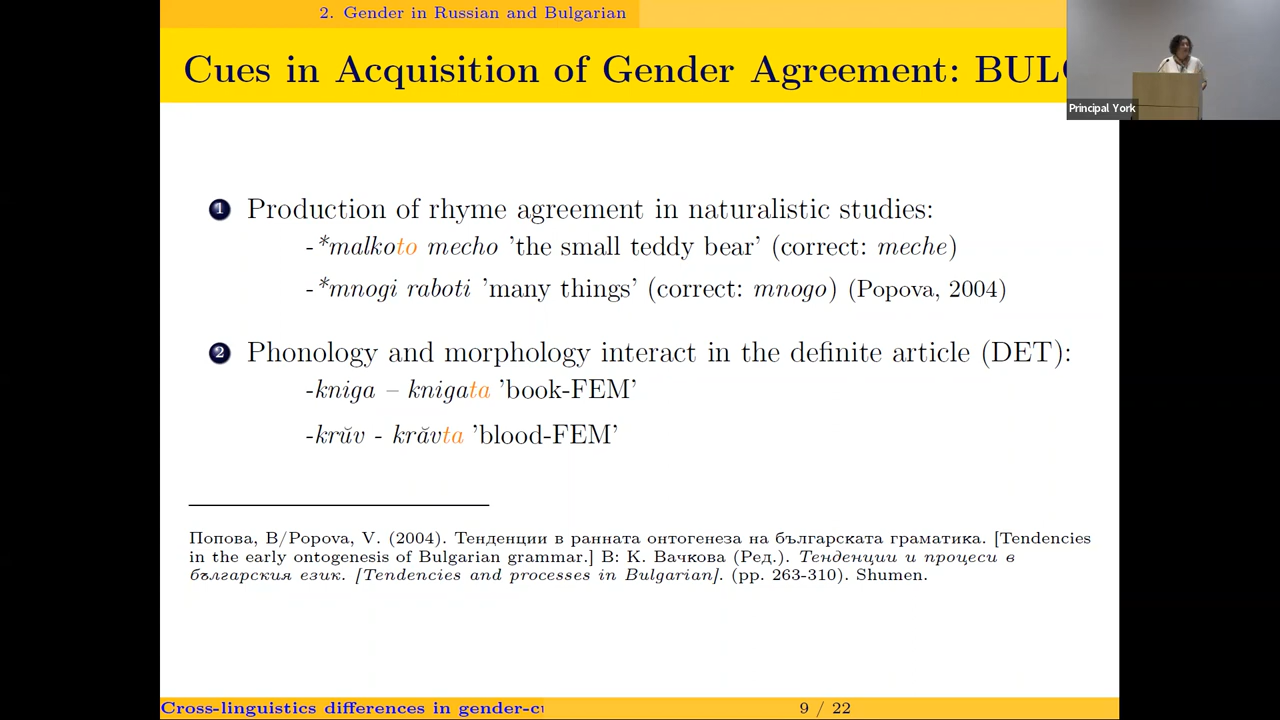 2. Gender in Russian and Bulgarian
Cues in Acquisition of Gender Agreement: BUL
Principal York
1 Production of rhyme agreement in naturalistic studies:
-*malkoto mecho 'the small teddy bear' (correct: meche)
-*mnogi raboti 'many things' (correct: mnogo) (Popova, 2004)
2 Phonology and morphology interact in the definite article (DET):
-kniga – knigata 'book-FEM'
-krŭv - krăvta 'blood-FEM'
Попова, В/Popova, V. (2004). Тенденции в ранната онтогенеза на българската граматика. [Tendencies
in the early ontogenesis of Bulgarian grammar.] В: К. Вачкова (Ред.). Тенденции и процеси в
българския език. [Tendencies and processes in Bulgarian]. (pp. 263-310). Shumen.
Cross-linguistics differences in gender-cu
9 / 22